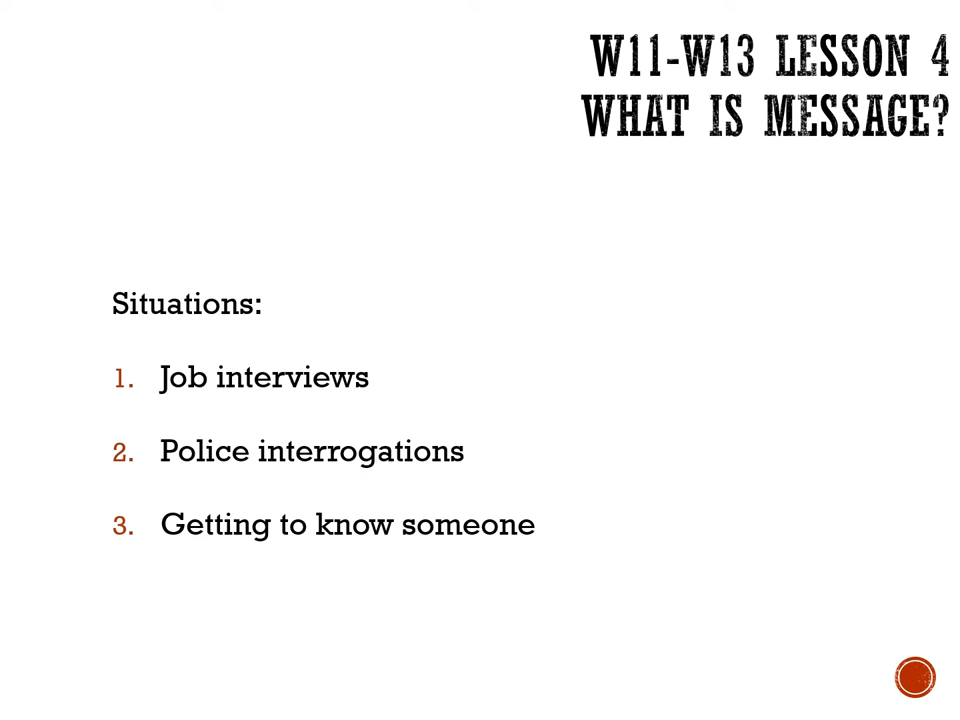 W11-W13 LESSON 4
WHAT IS MESSAGE?
Situations:
1. Job interviews
2. Police interrogations
3. Getting to know someone